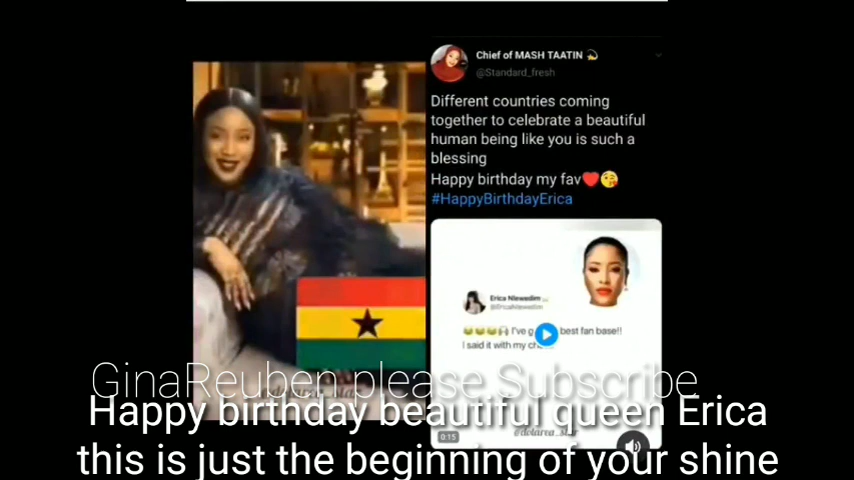 Chief of MASH TAATIN 💫
@Standard_fresh
Different countries coming
together to celebrate a beautiful
human being like you is such a
blessing
Happy birthday my fav❤️😘
#HappyBirthdayErica
Erica Nlewedim
@EricaNlewedim
I've g best fan base!!
I said it with my
GinaReuben please Subscribe
Happy birthday beautiful queen Erica
0:15
@dolarea_star
this is just the beginning of your shine